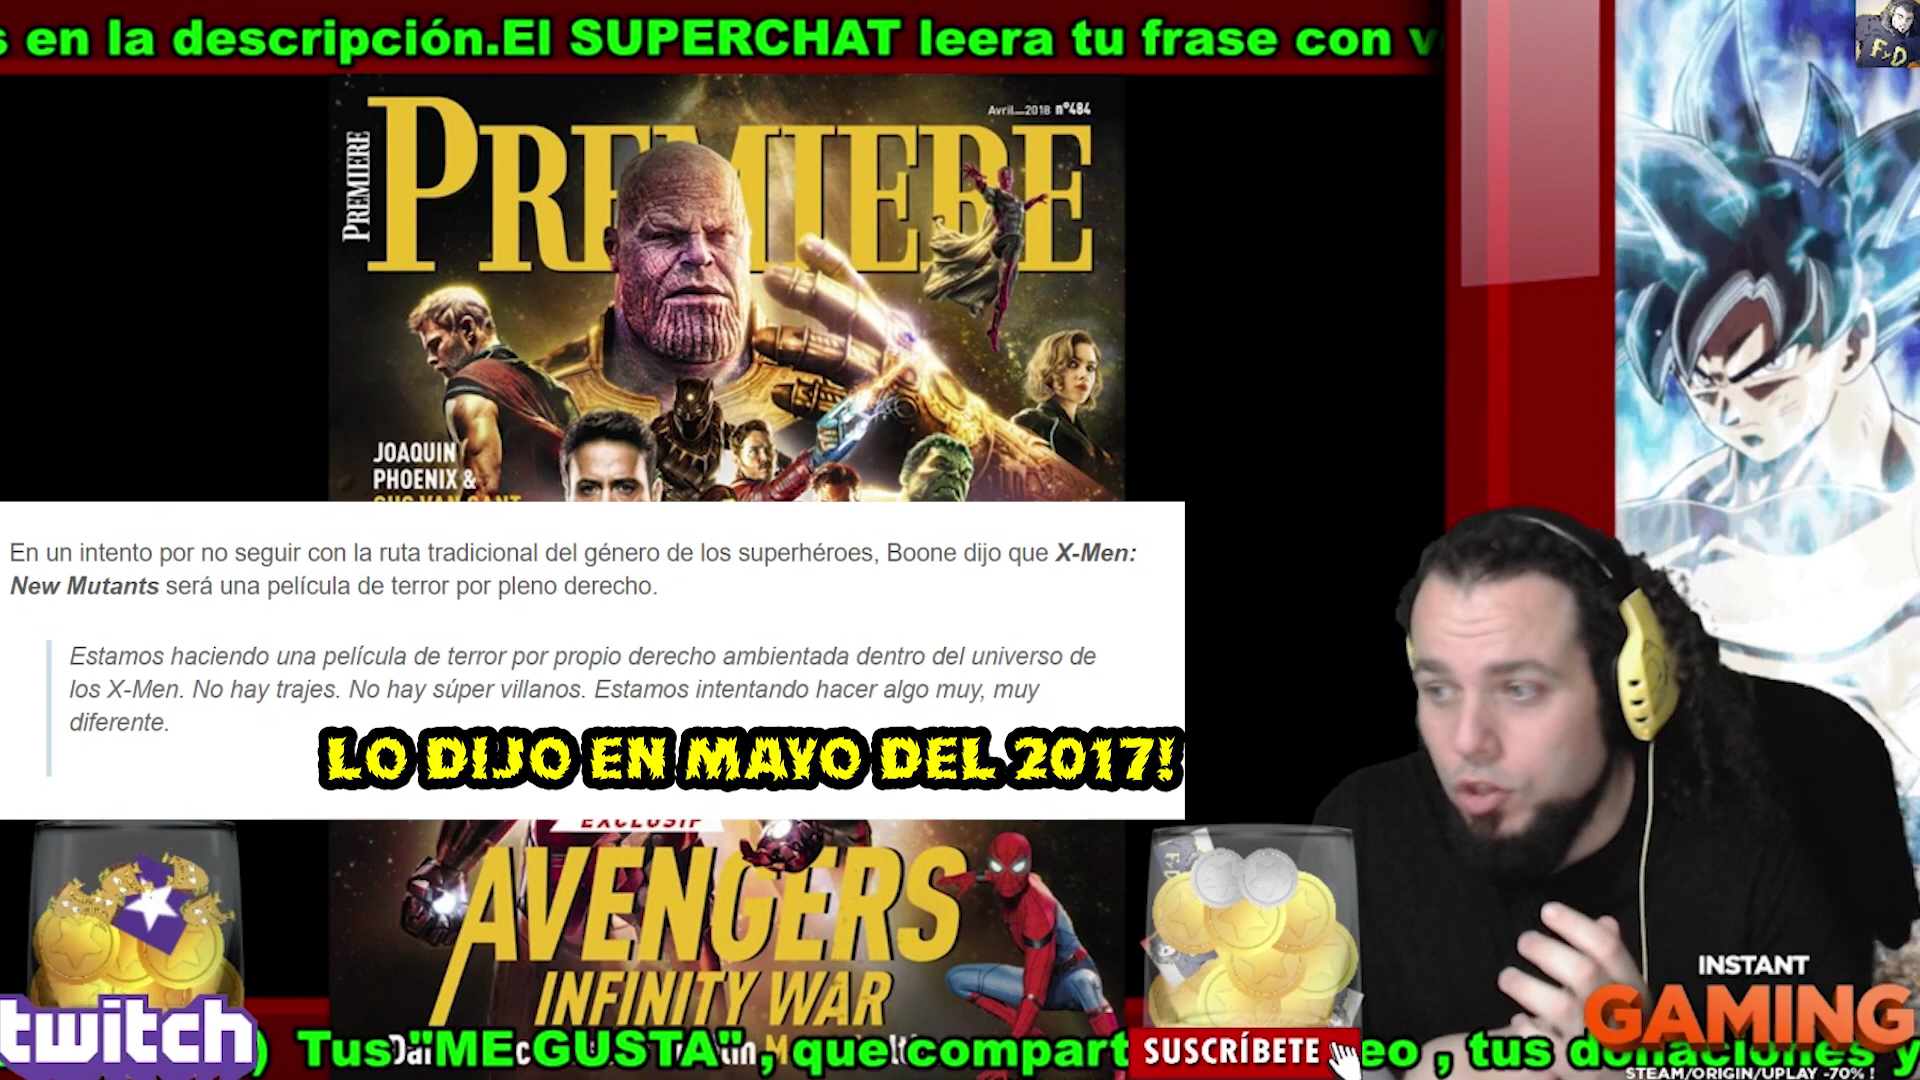 en la descripción.El SUPERCHAT leera tu frase con
FyD
Avril 2018 n°484
PREMIERE
PREMIERE
JOAQUIN
PHOENIX &
GUS VAN SANT
En un intento por no seguir con la ruta tradicional del género de los superhéroes, Boone dijo que X-Men:
New Mutants será una película de terror por pleno derecho.
Estamos haciendo una película de terror por propio derecho ambientada dentro del universo de
los X-Men. No hay trajes. No hay súper villanos. Estamos intentando hacer algo muy, muy
diferente.
LO DIJO EN MAYO DEL 2017!
EXCLUSIF
AVENGERS
INFINITY WAR
twitch
) Tus "ME GUSTA" , que compart
SUSCRÍBETE
eo , tus donaciones y
INSTANT
GAMING
STEAM/ORIGIN/UPLAY -70% !